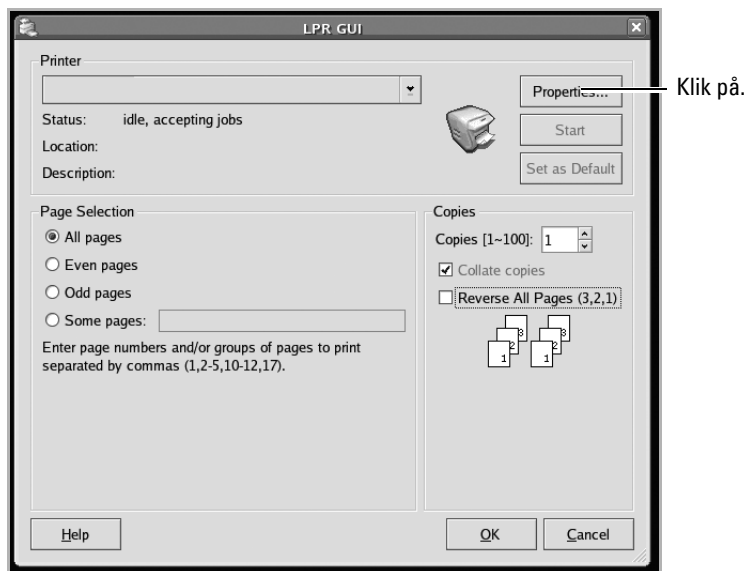 LPR GUI
Printer
Properties...
Klik på.
Status: idle, accepting jobs
Start
Location:
Set as Default
Description:
Page Selection
All pages
Even pages
Odd pages
Some pages:
Enter page numbers and/or groups of pages to print
separated by commas (1,2-5,10-12,17).
Copies
Copies [1~100]: 1
Collate copies
Reverse All Pages (3,2,1)
3 3
2 2
1 1
Help
OK
Cancel